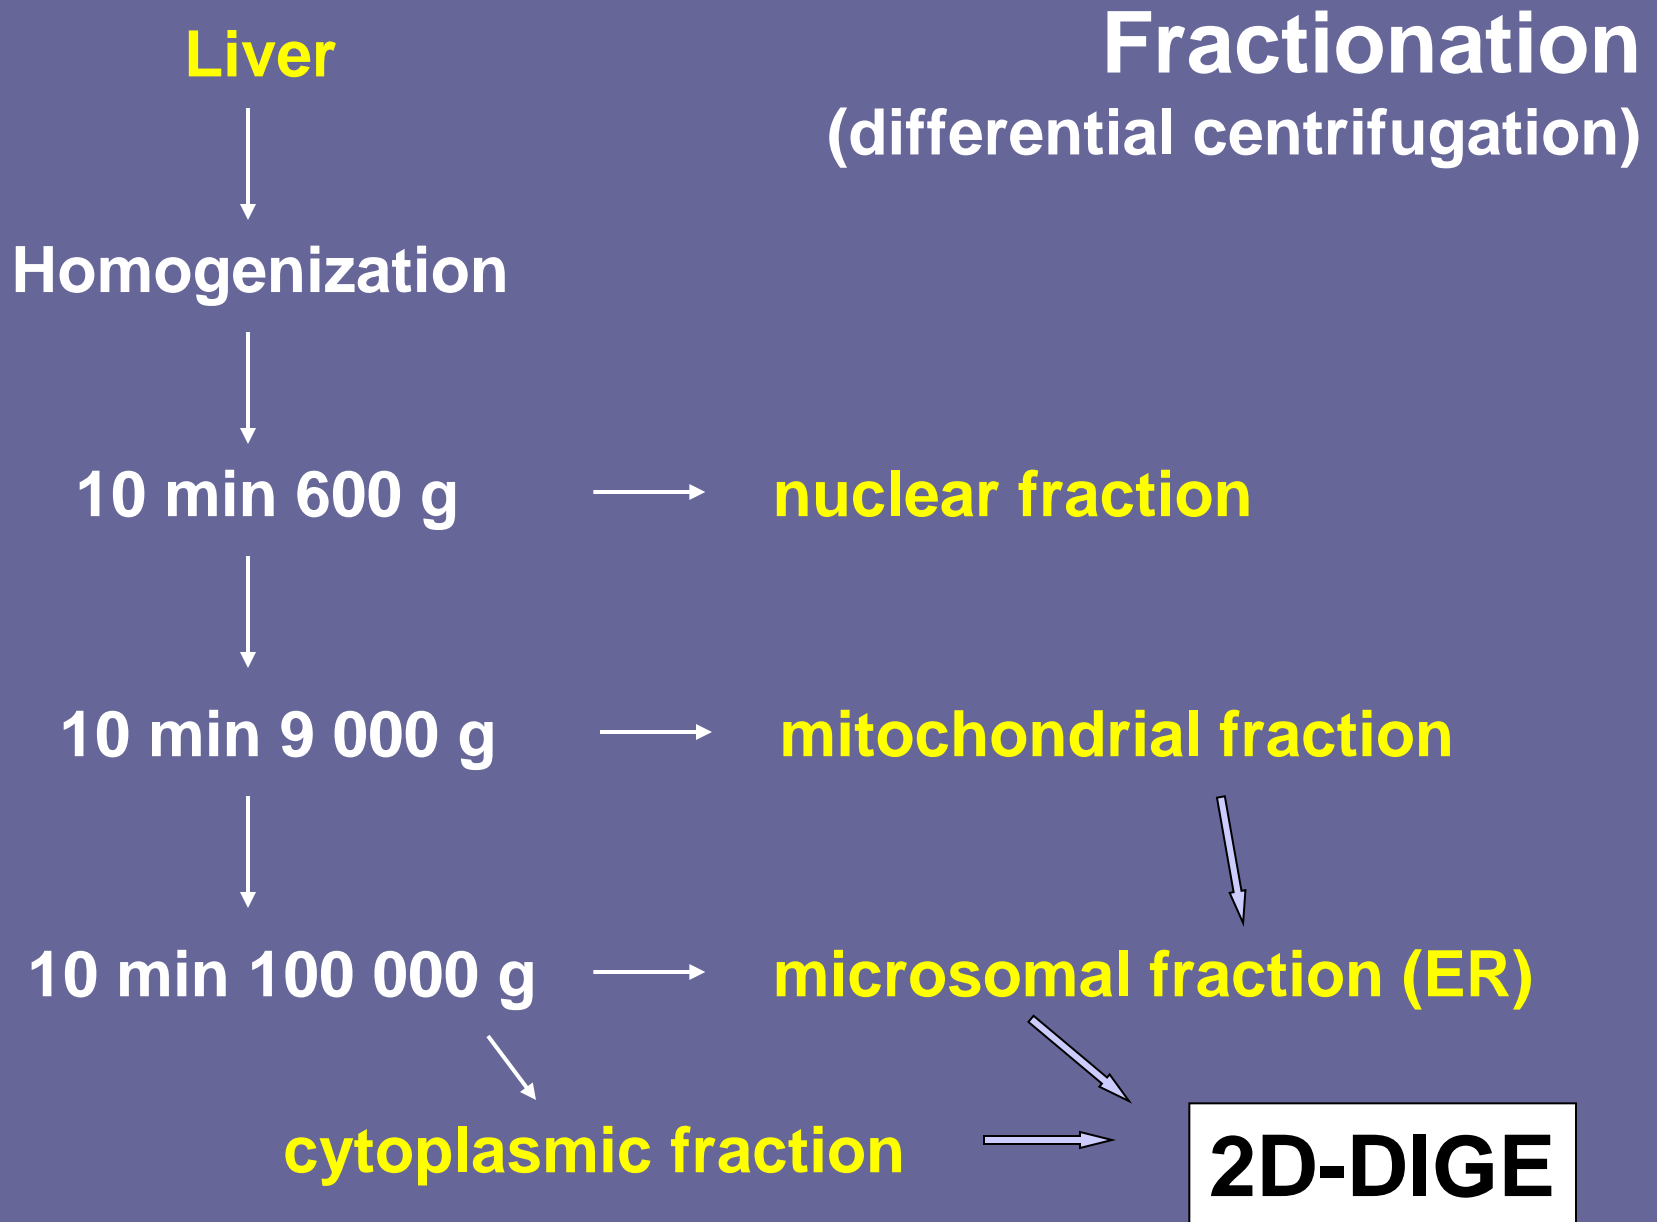 Liver
Fractionation
(differential centrifugation)
Homogenization
10 min 600 g
nuclear fraction
10 min 9 000 g
mitochondrial fraction
10 min 100 000 g
microsomal fraction (ER)
cytoplasmic fraction
2D-DIGE